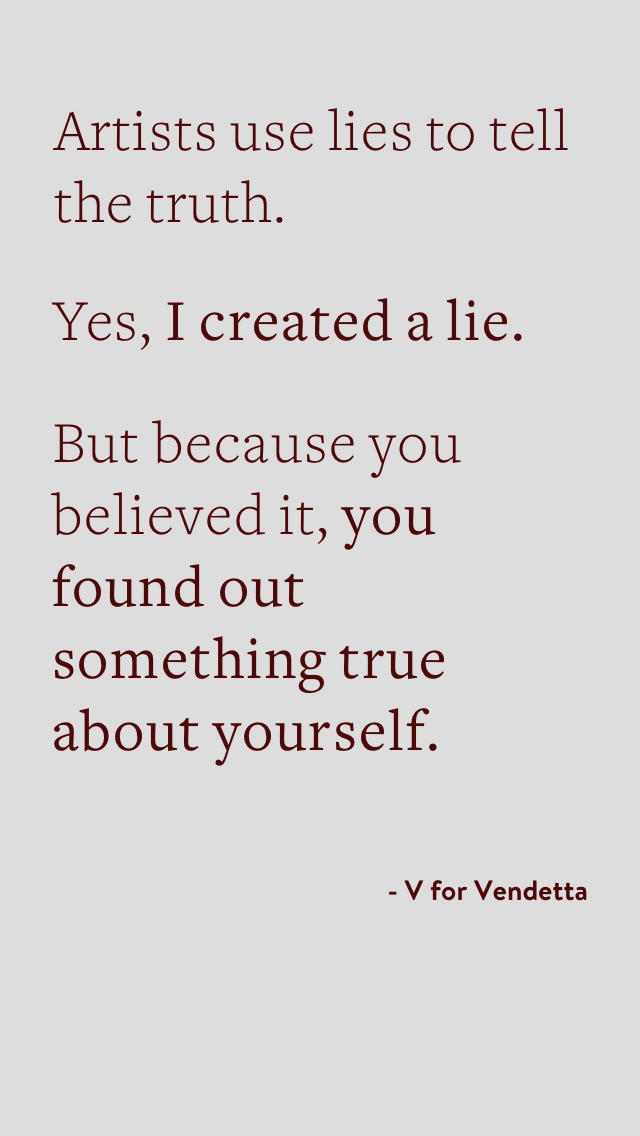 Artists use lies to tell
the truth.
Yes, I created a lie.
But because you
believed it, you
found out
something true
about yourself.
- V for Vendetta